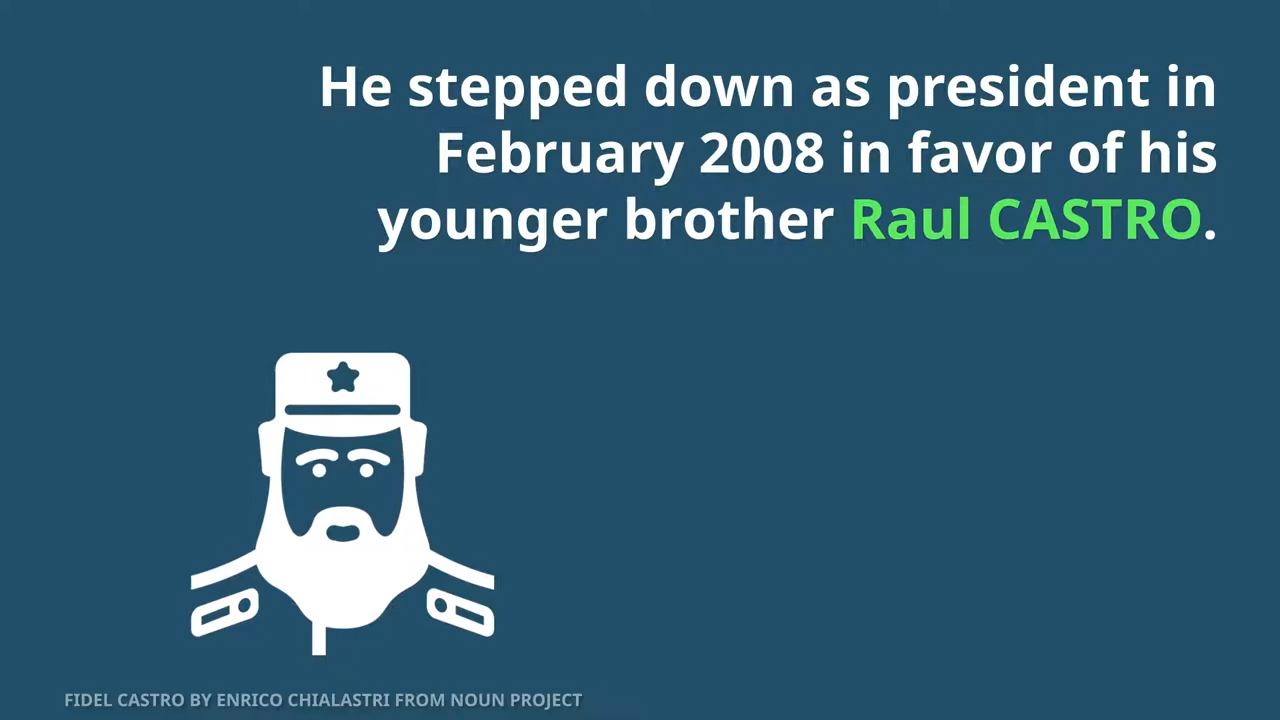 He stepped down as president in
February 2008 in favor of his
younger brother Raul CASTRO.
FIDEL CASTRO BY ENRICO CHIALASTRI FROM NOUN PROJECT